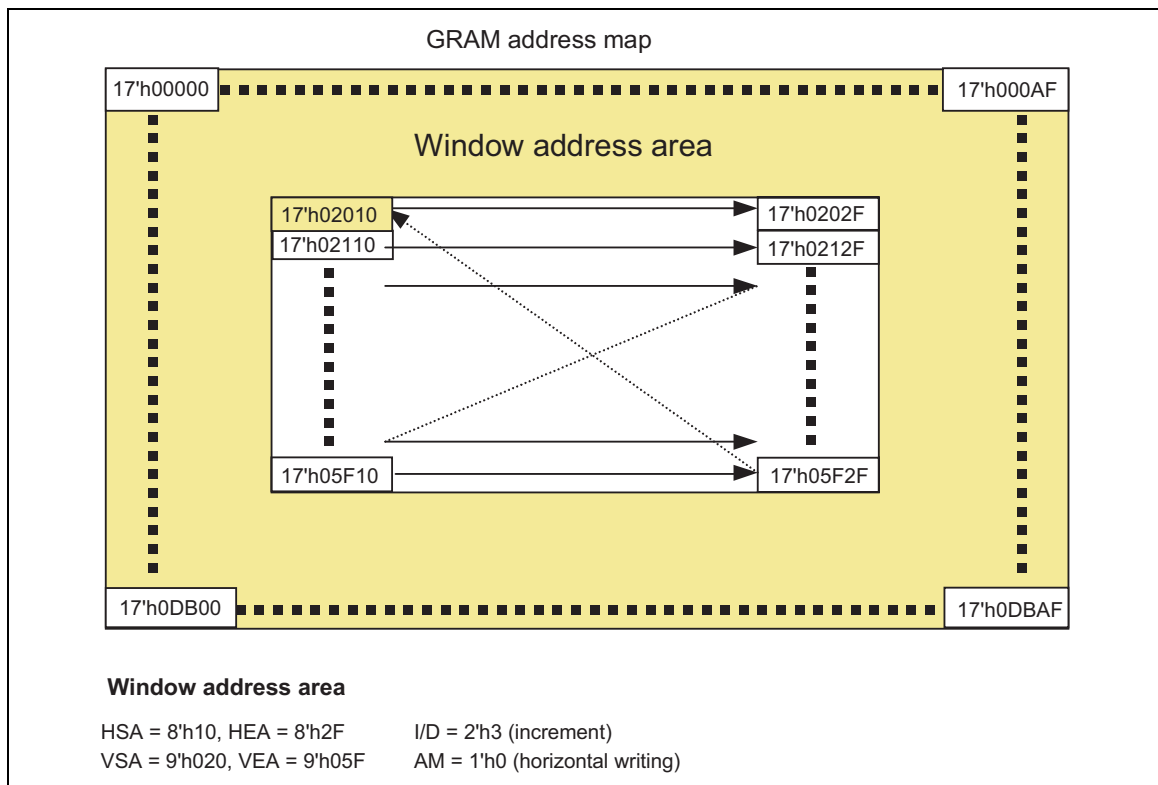 GRAM address map
17'h00000 17'h000AF
Window address area
17'h02010 17'h0202F
17'h02110 17'h0212F
17'h05F10 17'h05F2F
17'h0DB00 17'h0DBAF
Window address area
HSA = 8'h10, HEA = 8'h2F I/D = 2'h3 (increment)
VSA = 9'h020, VEA = 9'h05F AM = 1'h0 (horizontal writing)